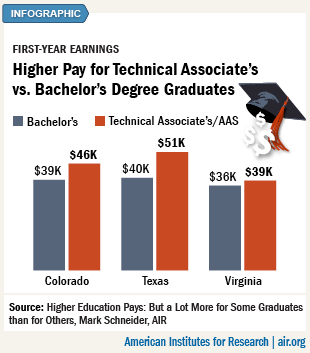 INFOGRAPHIC
FIRST-YEAR EARNINGS
Higher Pay for Technical Associate's
vs. Bachelor's Degree Graduates
Bachelor's Technical Associate's/AAS
$39K $46K $40K $51K $36K $39K
Colorado Texas Virginia
Source: Higher Education Pays: But a Lot More for Some Graduates
than for Others, Mark Schneider, AIR
American Institutes for Research | air.org